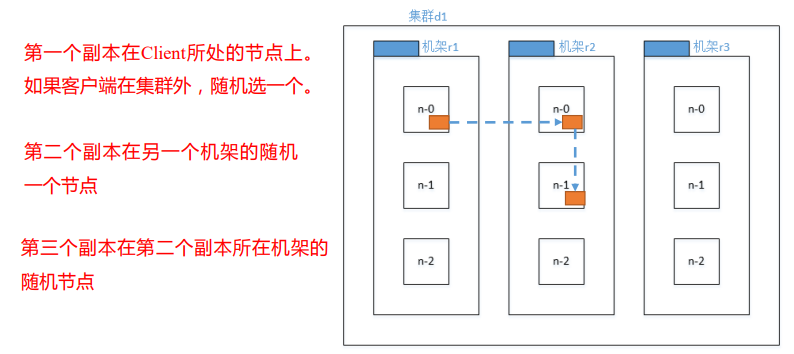 第一个副本在Client所处的节点上。
如果客户端在集群外，随机选一个。
第二个副本在另一个机架的随机
一个节点
第三个副本在第二个副本所在机架的
随机节点
集群d1
机架r1
机架r2
机架r3
n-0
n-0
n-0
n-1
n-1
n-1
n-2
n-2
n-2